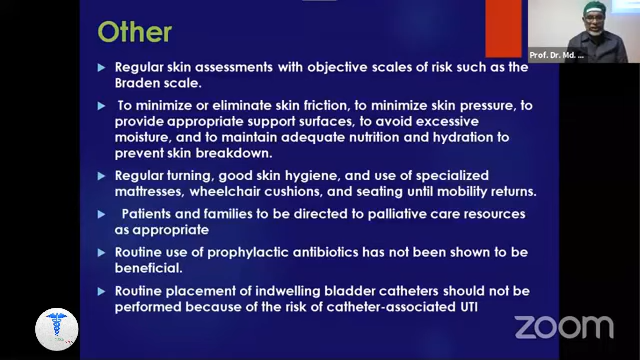 Other
Regular skin assessments with objective scales of risk such as the
Braden scale.
To minimize or eliminate skin friction, to minimize skin pressure, to
provide appropriate support surfaces, to avoid excessive
moisture, and to maintain adequate nutrition and hydration to
prevent skin breakdown.
Regular turning, good skin hygiene, and use of specialized
mattresses, wheelchair cushions, and seating until mobility returns.
Patients and families to be directed to palliative care resources
as appropriate
Routine use of prophylactic antibiotics has not been shown to be
beneficial.
Routine placement of indwelling bladder catheters should not be
performed because of the risk of catheter-associated UTI
Prof. Dr. Md. ...
zoom